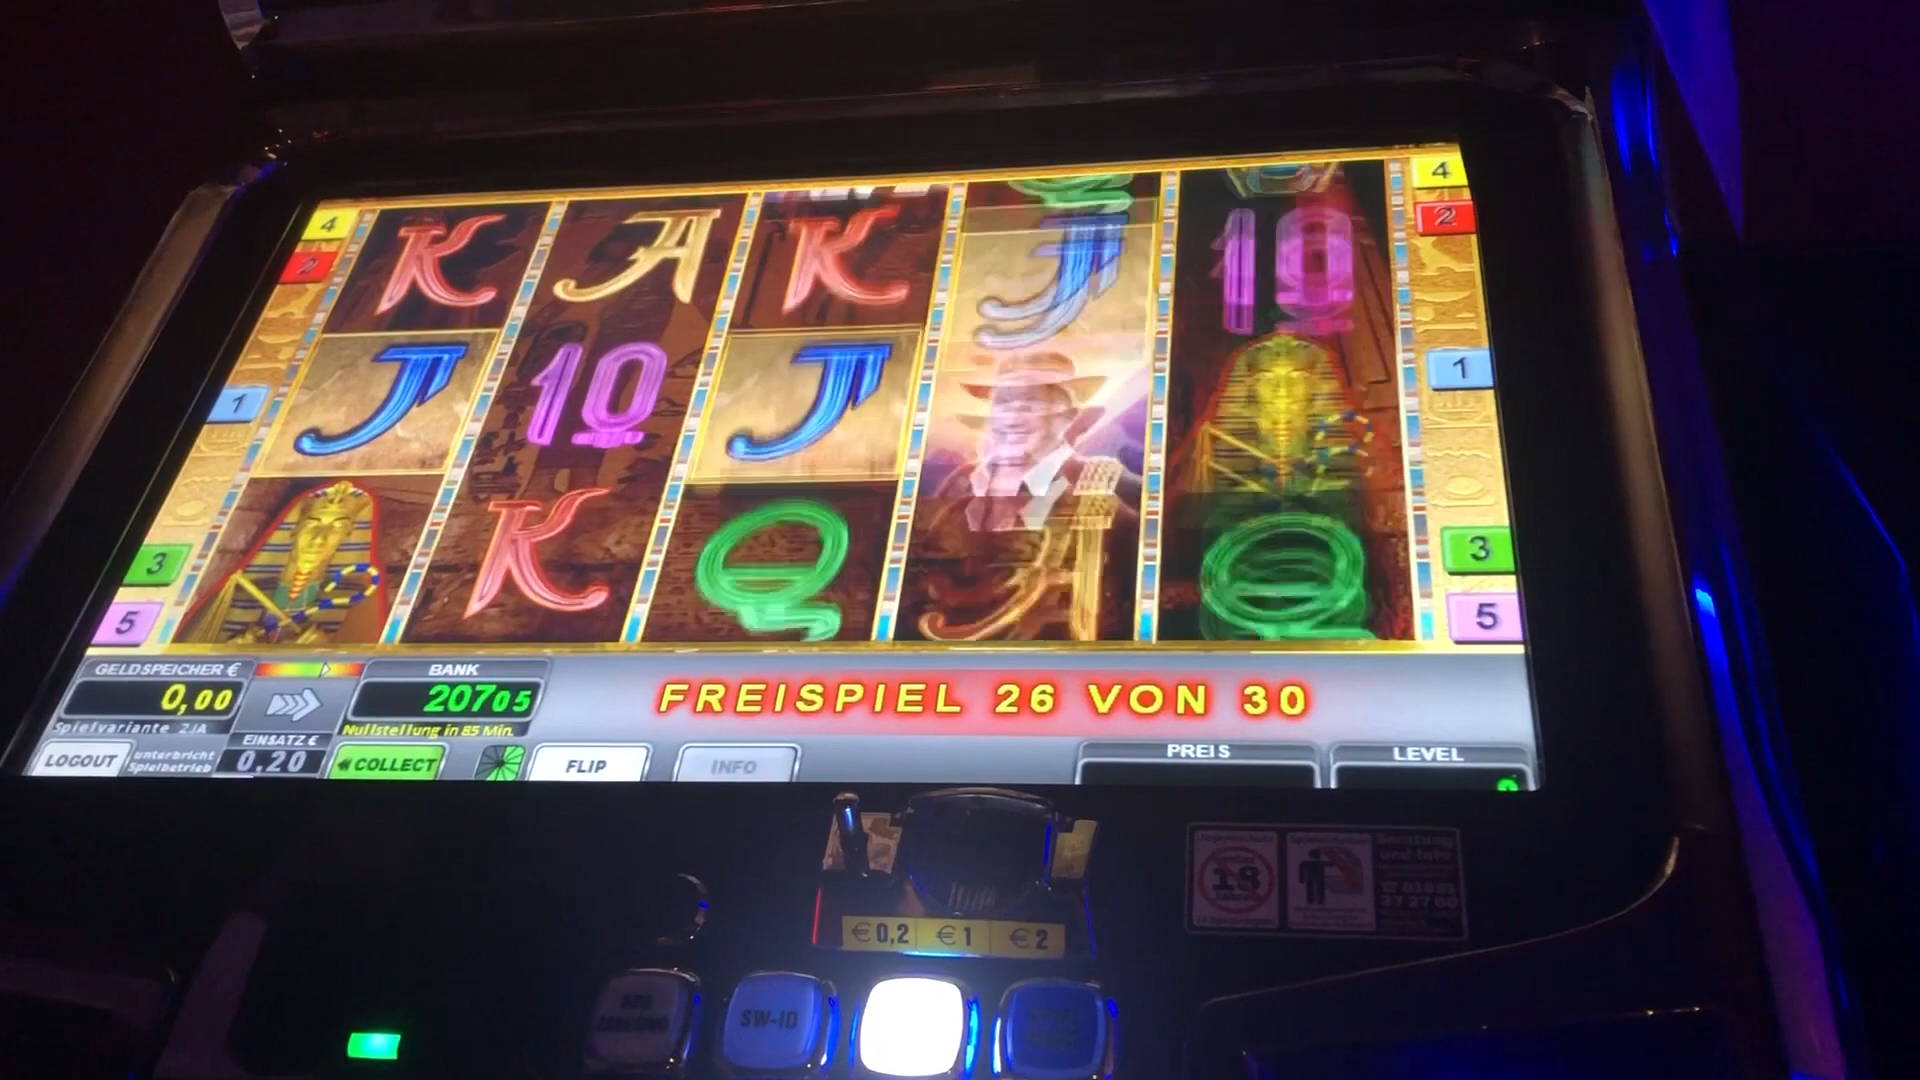 4
4
2
2
K A K J 10
1
1
J 10 J
3
3
K Q A Q
5
5
GELDSPEICHER €
BANK
0,00
20705
FREISPIEL 26 VON 30
Spielvariante 2JA
Nullstellung in 85 Min.
EINSATZ €
PREIS
LEVEL
LOGOUT
unterbricht
Spielbetrieb
0.20
COLLECT
FLIP
INFO
18
€0,2 €1 €2
SW-ID